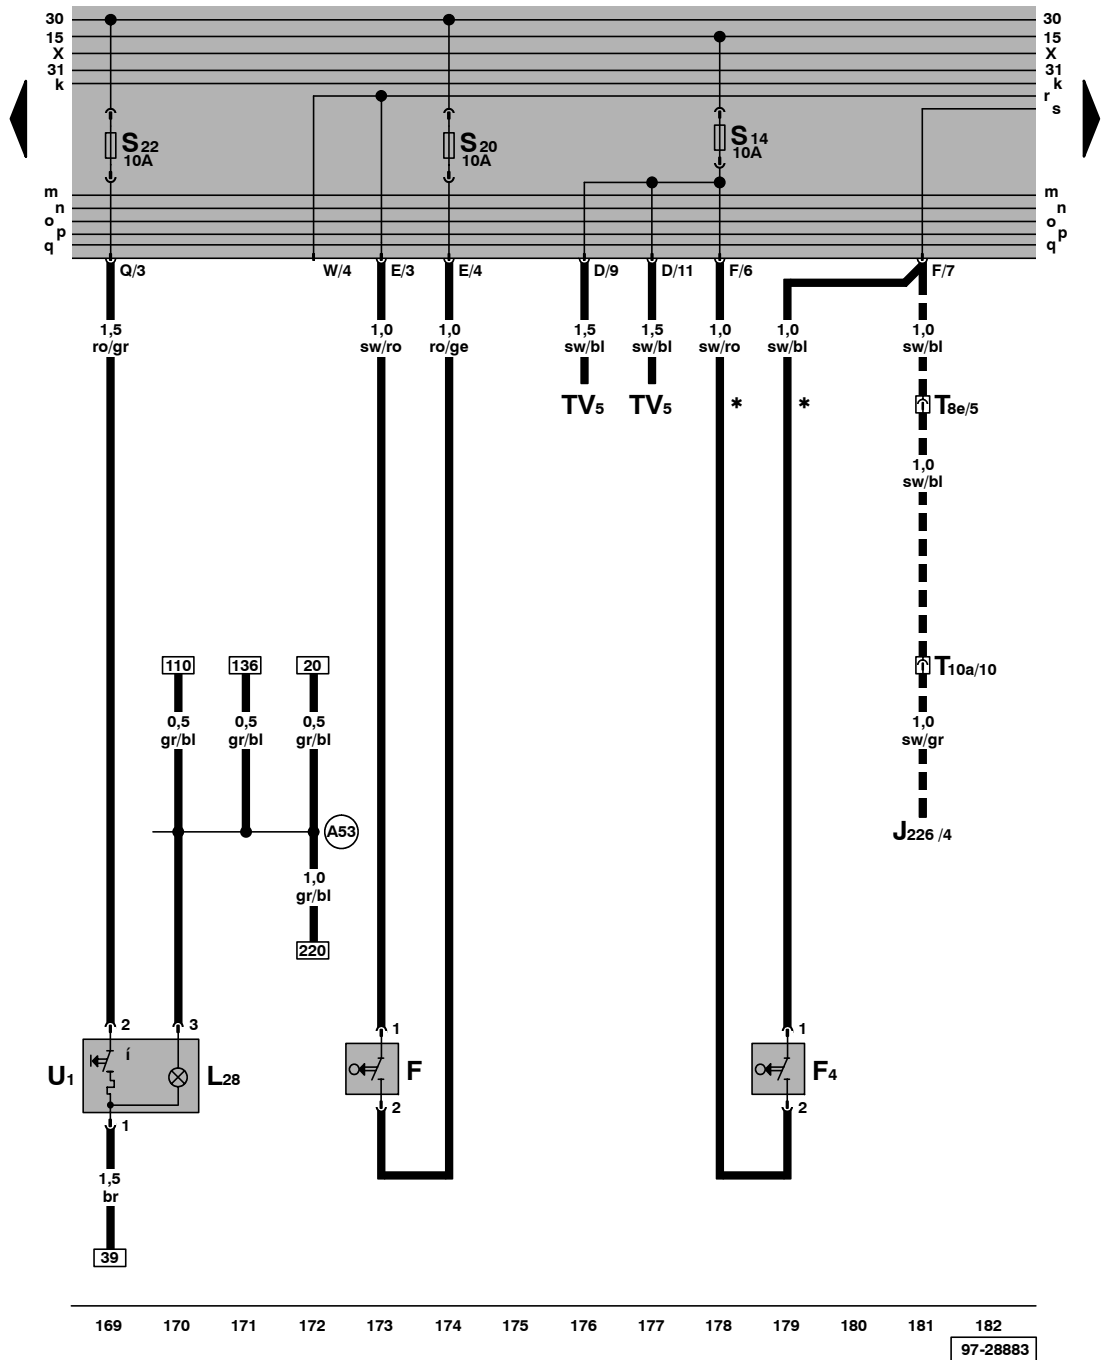 30 30
15 15
X X
31 31
k k
r
s
S22 10A
S20 10A
S14 10A
m m
n n
o o
p p
q q
Q/3 W/4 E/3 E/4 D/9 D/11 F/6 F/7
1,5 1,0 1,0 1,5 1,5 1,0 1,0 1,0
ro/gr sw/ro ro/ge sw/bl sw/bl sw/ro sw/bl sw/bl
TV5 TV5 * * T8e/5
1,0
sw/bl
110 136 20 T10a/10
0,5 0,5 0,5 1,0
gr/bl gr/bl gr/bl sw/gr
A53 J226/4
1,0
gr/bl
220
2 3 1 1
í
U1 L28 F F4
1 2 2
1,5
br
39
169 170 171 172 173 174 175 176 177 178 179 180 181 182
97-28883